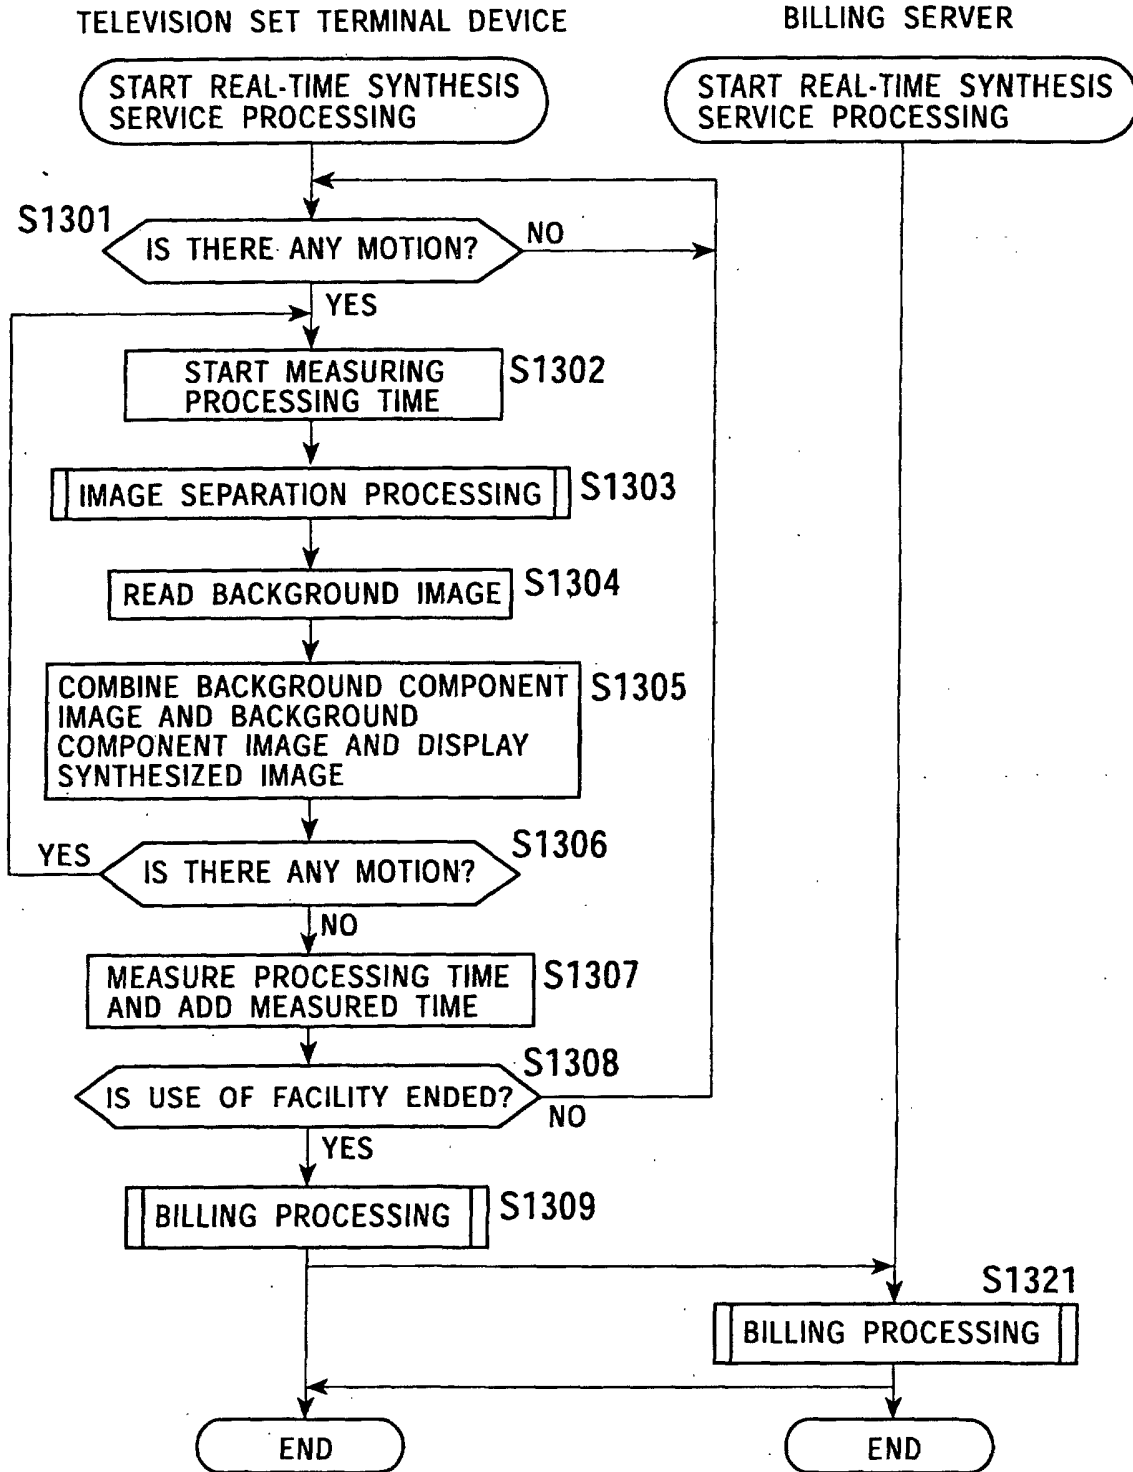 TELEVISION SET TERMINAL DEVICE
BILLING SERVER
START REAL-TIME SYNTHESIS
SERVICE PROCESSING
START REAL-TIME SYNTHESIS
SERVICE PROCESSING
S1301
IS THERE ANY MOTION?
NO
YES
START MEASURING
PROCESSING TIME
S1302
IMAGE SEPARATION PROCESSING
S1303
READ BACKGROUND IMAGE
S1304
COMBINE BACKGROUND COMPONENT
IMAGE AND BACKGROUND
COMPONENT IMAGE AND DISPLAY
SYNTHESIZED IMAGE
S1305
YES
IS THERE ANY MOTION?
S1306
NO
MEASURE PROCESSING TIME
AND ADD MEASURED TIME
S1307
IS USE OF FACILITY ENDED?
S1308
NO
YES
BILLING PROCESSING
S1309
S1321
BILLING PROCESSING
END
END